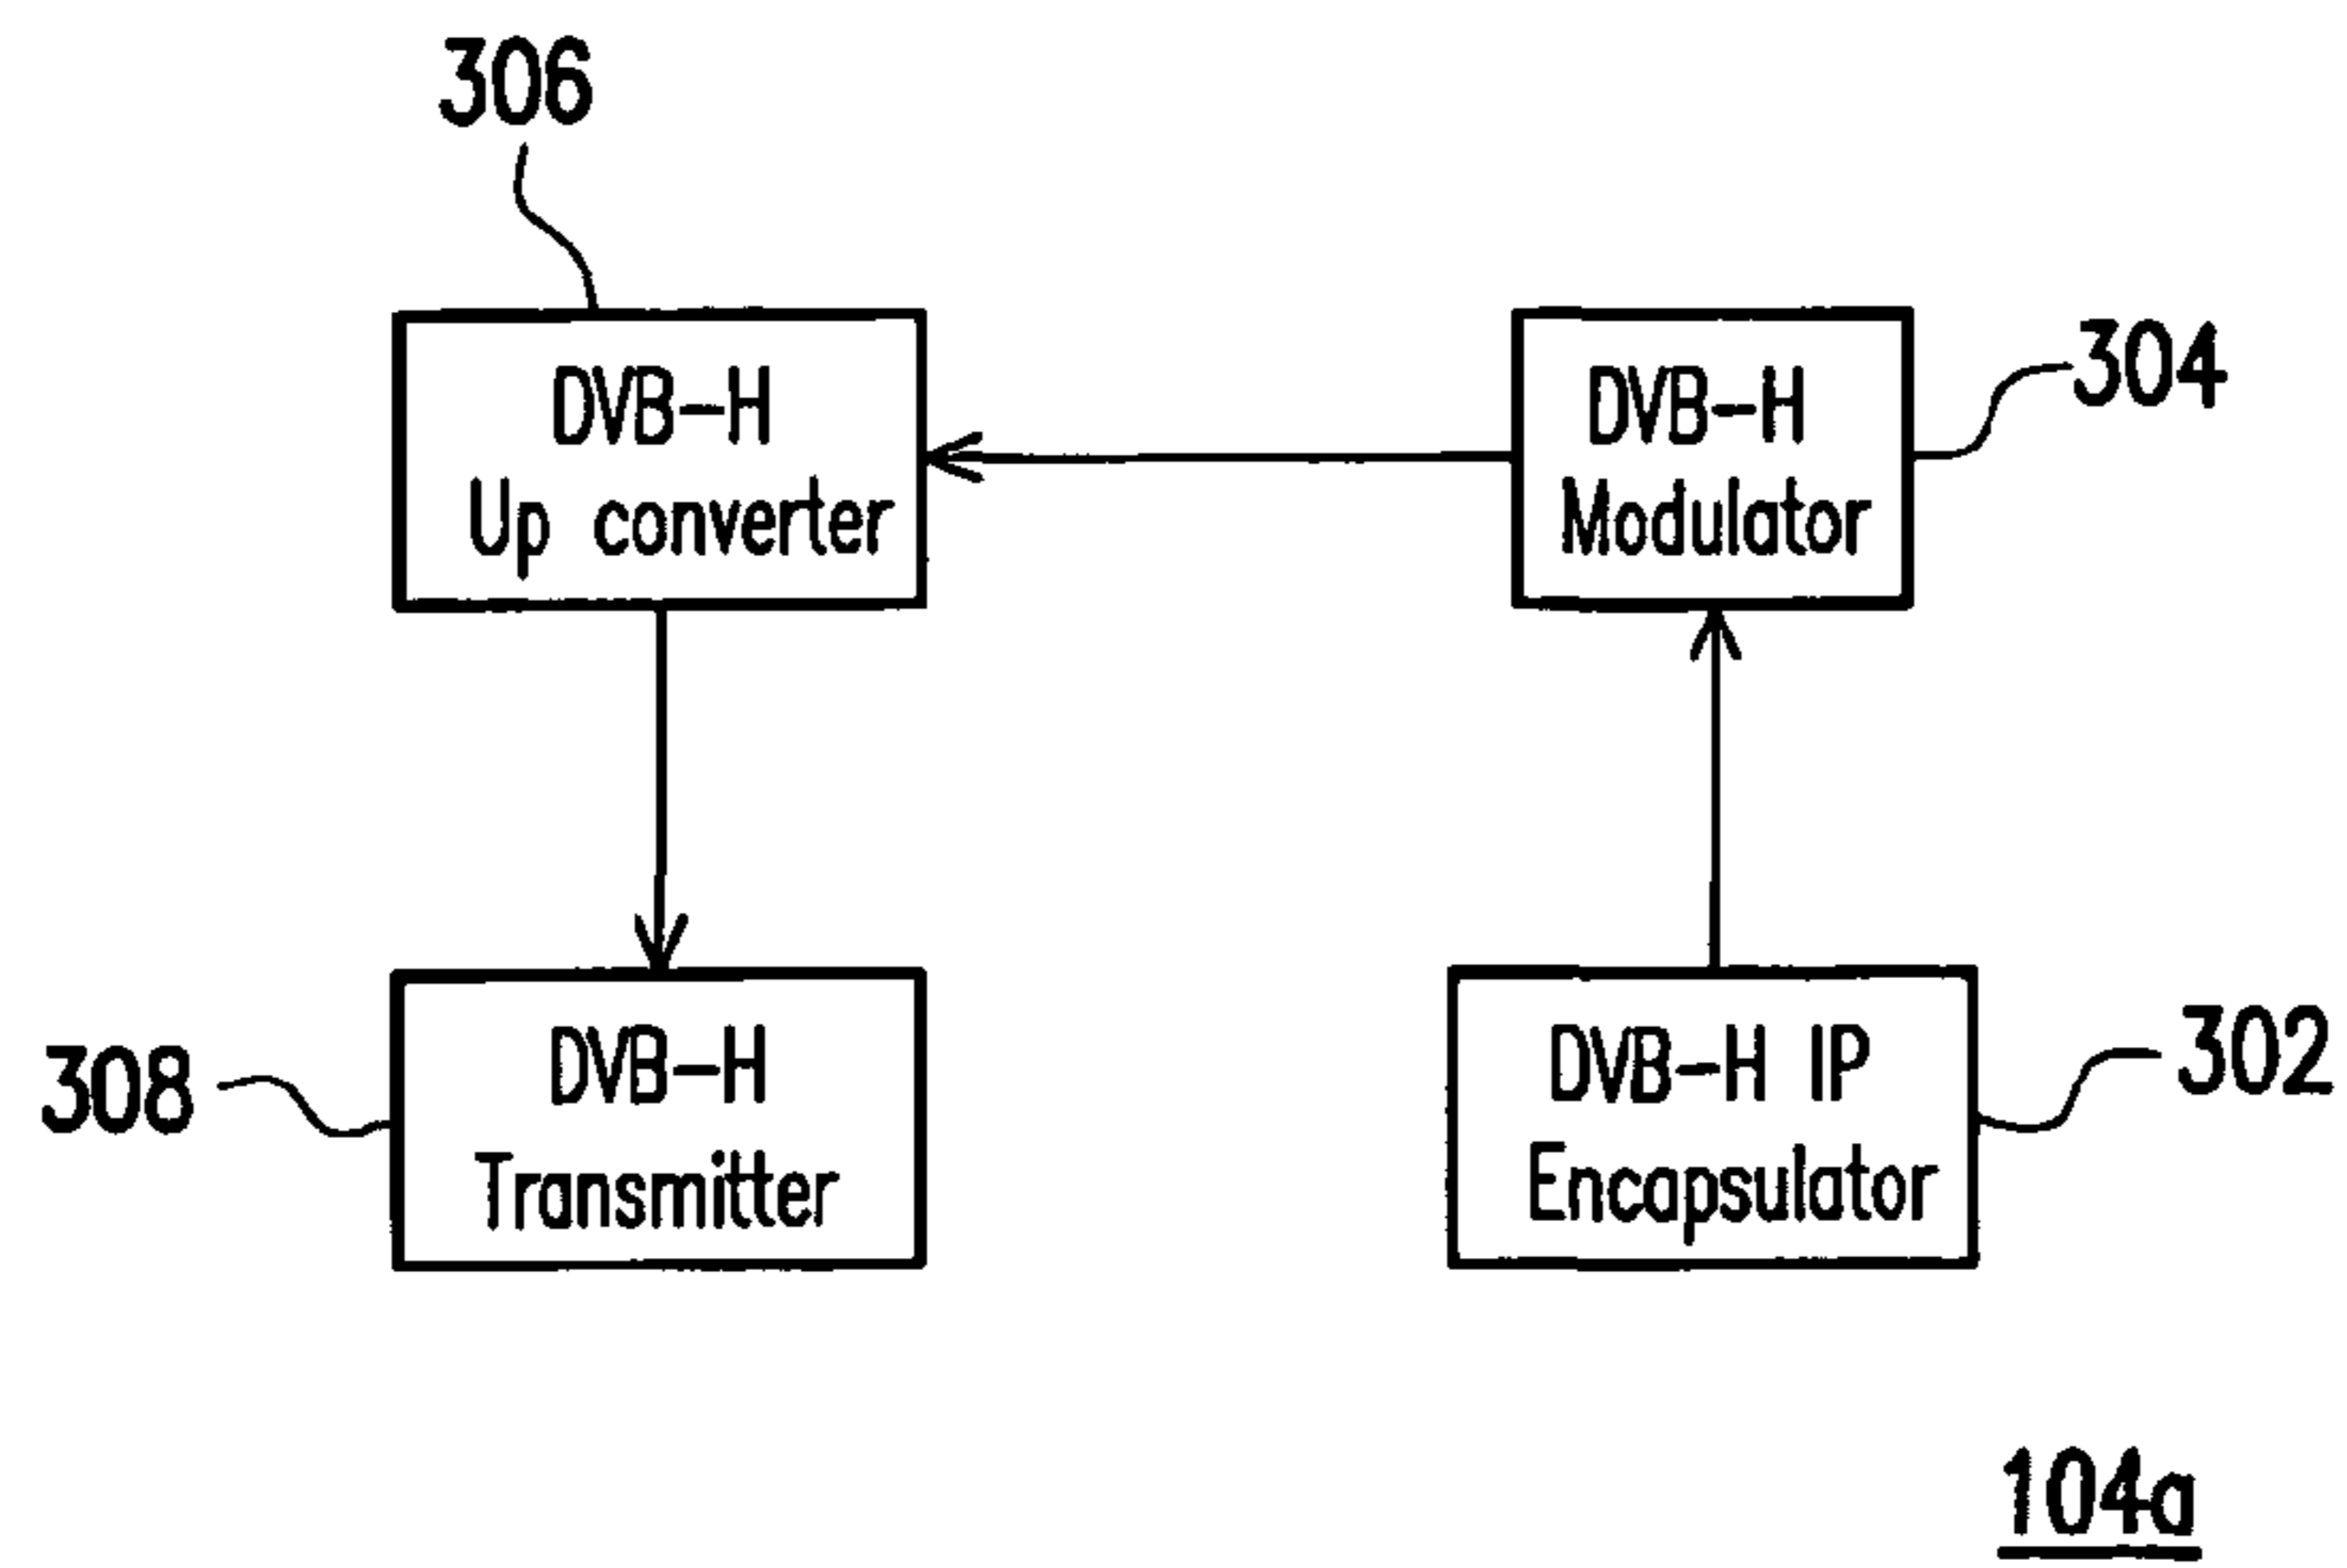 306
DVB-H
Up converter
DVB-H
Modulator
304
308
DVB-H
Transmitter
DVB-H IP
Encapsulator
302
104a